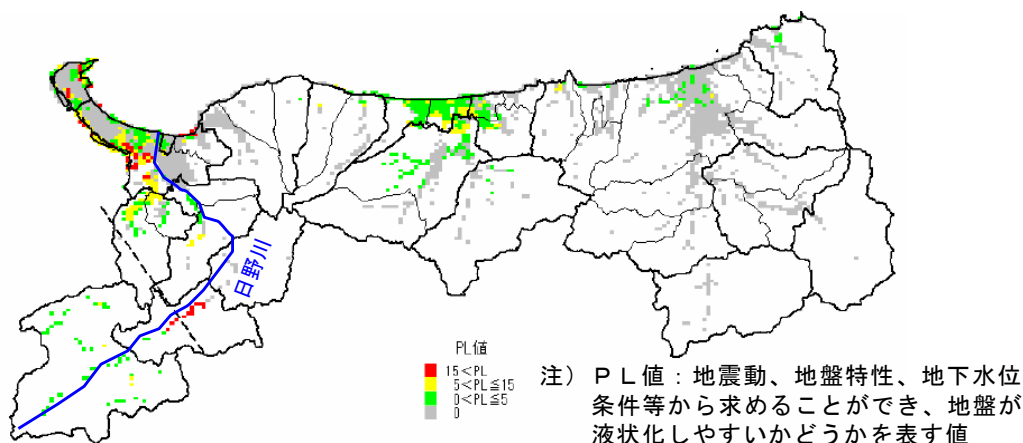 日野川
PL値
15<PL
5<PL≦15
0<PL≦5
0
注) PL値:地震動、地盤特性、地下水位
条件等から求めることができ、地盤が
液状化しやすいかどうかを表す値